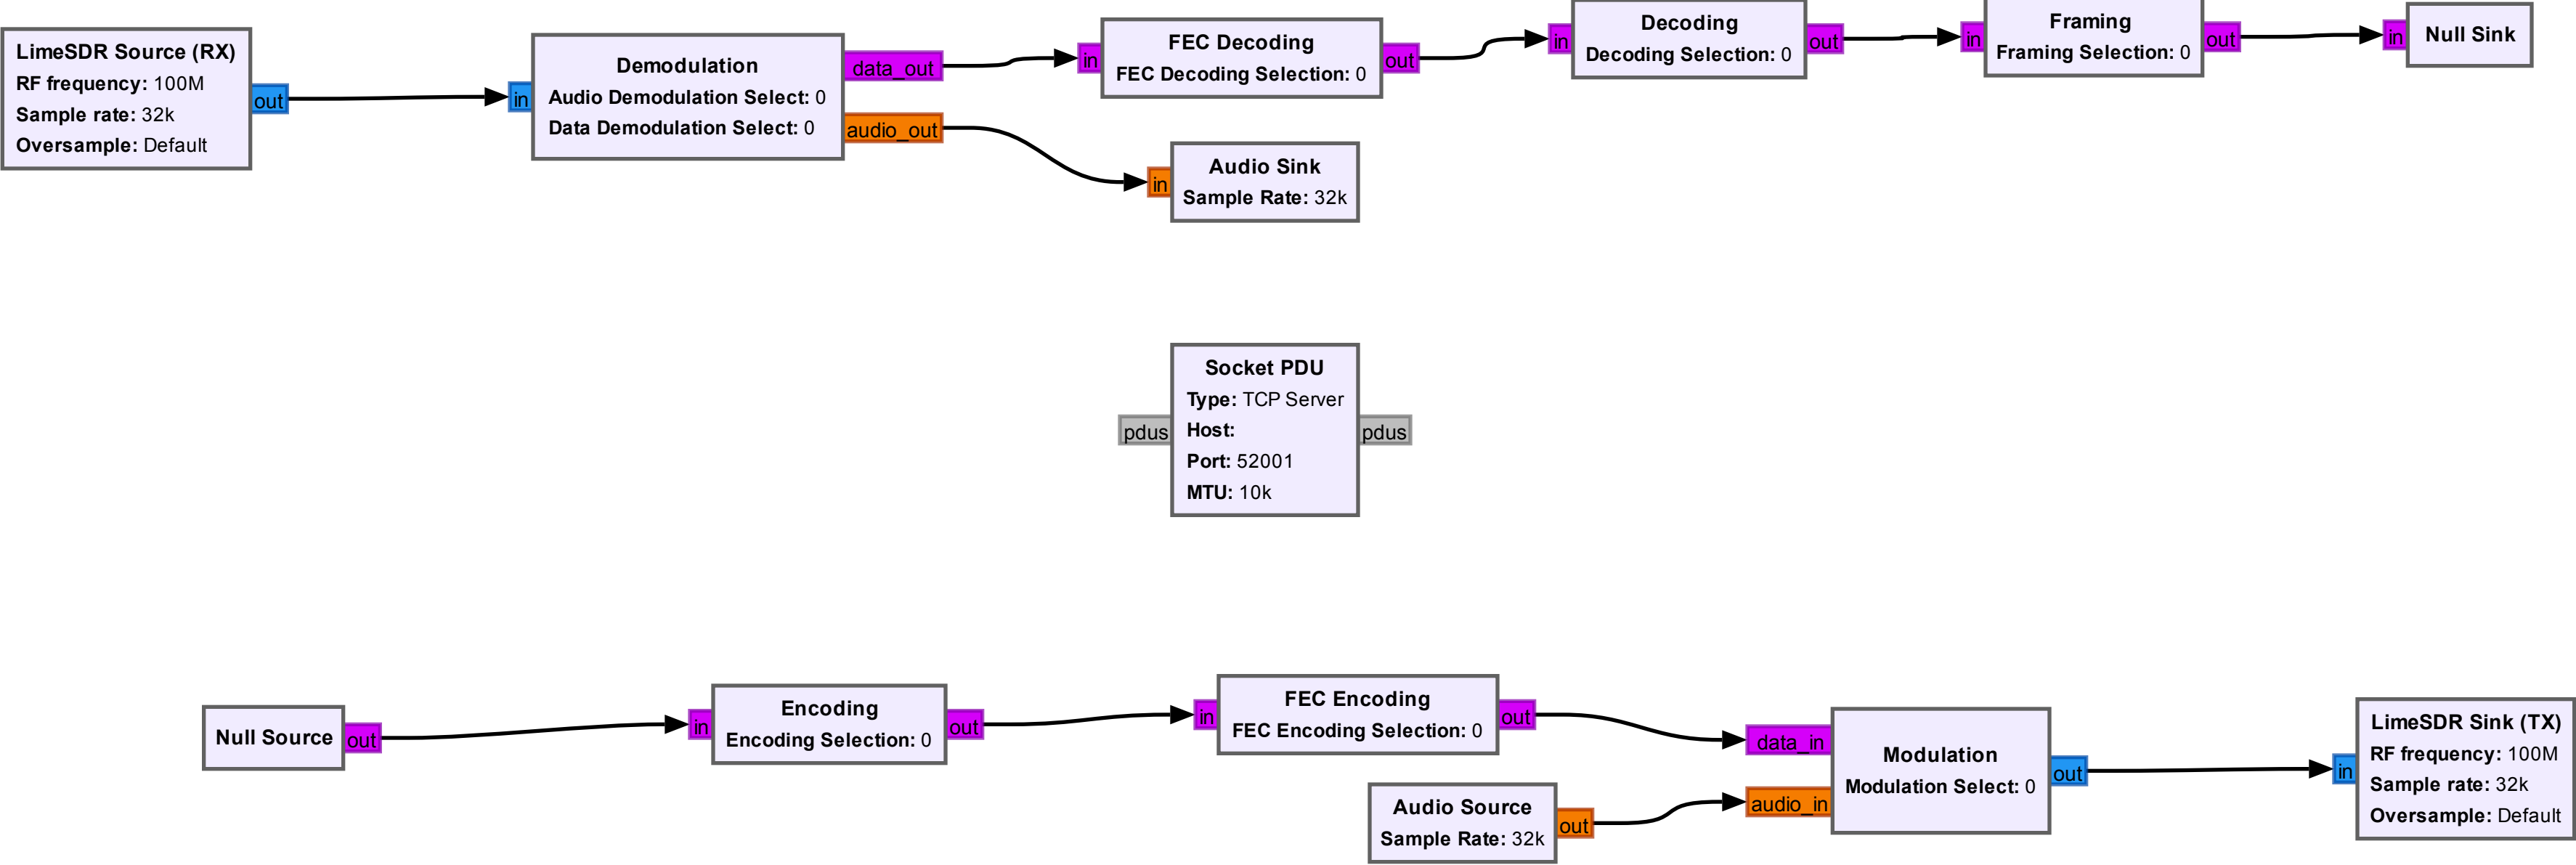 LimeSDR Source (RX)
RF frequency: 100M
Sample rate: 32k
Oversample: Default
out
in
Demodulation
Audio Demodulation Select: 0
Data Demodulation Select: 0
data_out
audio_out
in
FEC Decoding
FEC Decoding Selection: 0
out
in
Decoding
Decoding Selection: 0
out
in
Framing
Framing Selection: 0
out
in
Null Sink
in
Audio Sink
Sample Rate: 32k
pdus
Socket PDU
Type: TCP Server
Host:
Port: 52001
MTU: 10k
pdus
Null Source
out
in
Encoding
Encoding Selection: 0
out
in
FEC Encoding
FEC Encoding Selection: 0
out
Audio Source
Sample Rate: 32k
out
data_in
audio_in
Modulation
Modulation Select: 0
out
in
LimeSDR Sink (TX)
RF frequency: 100M
Sample rate: 32k
Oversample: Default